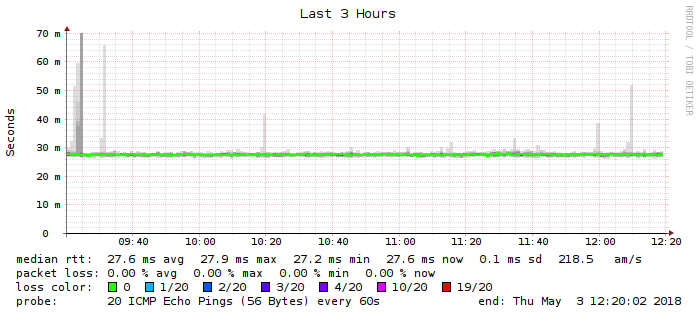 Last 3 Hours
RRDTOOL / TOBI OETIKER
Seconds
70 m
60 m
50 m
40 m
30 m
20 m
10 m
0
09:40 10:00 10:20 10:40 11:00 11:20 11:40 12:00 12:20
median rtt: 27.6 ms avg 27.9 ms max 27.2 ms min 27.6 ms now 0.1 ms sd 218.5 am/s
packet loss: 0.00 % avg 0.00 % max 0.00 % min 0.00 % now
loss color: 0 1/20 2/20 3/20 4/20 10/20 19/20
probe: 20 ICMP Echo Pings (56 Bytes) every 60s end: Thu May 3 12:20:02 2018